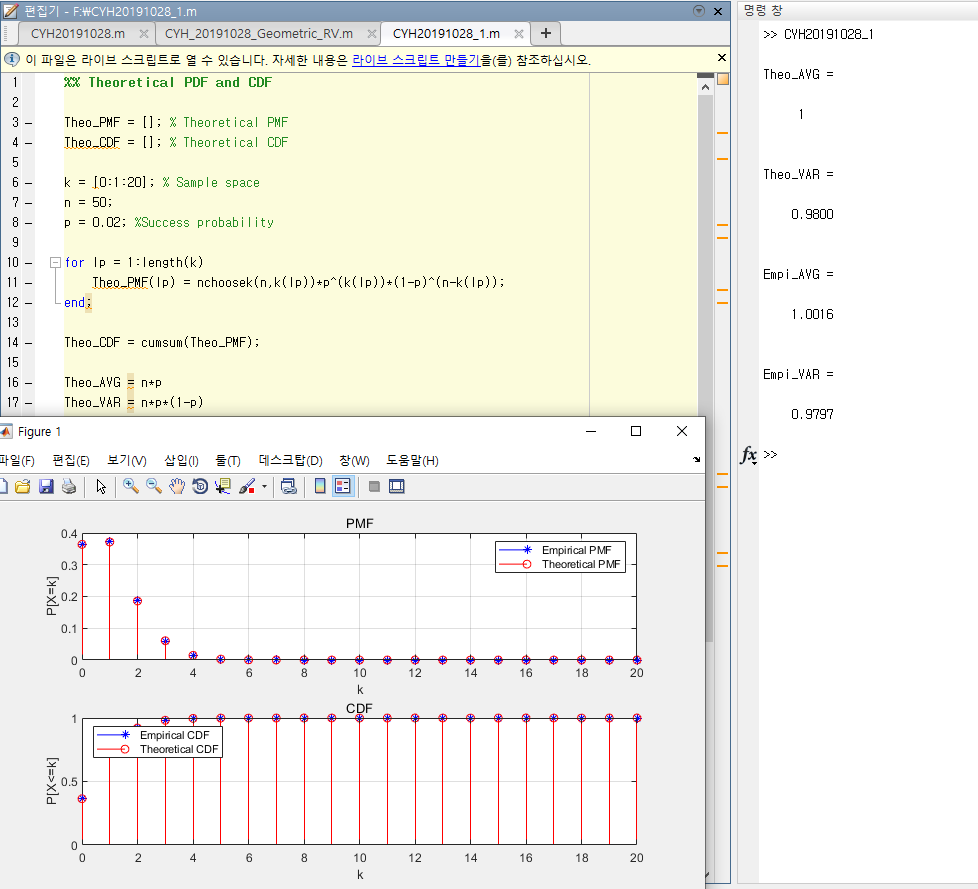 편집기 - F:\CYH20191028_1.m
CYH20191028.m
CYH_20191028_Geometric_RV.m
CYH20191028_1.m
이 파일은 라이브 스크립트로 열 수 있습니다. 자세한 내용은 라이브 스크립트 만들기을(를) 참조하십시오.
1 %% Theoretical PDF and CDF
2
3 – Theo_PMF = []; % Theoretical PMF
4 – Theo_CDF = []; % Theoretical CDF
5
6 – k = [0:1:20]; % Sample space
7 – n = 50;
8 – p = 0.02; %Success probability
9
10 – for lp = 1:length(k)
11 – Theo_PMF(lp) = nchoosek(n,k(lp))*p^(k(lp))*(1-p)^(n-k(lp));
12 – end;
13
14 – Theo_CDF = cumsum(Theo_PMF);
15
16 – Theo_AVG = n*p
17 – Theo_VAR = n*p*(1-p)
Figure 1
파일(F) 편집(E) 보기(V) 삽입(I) 툴(T) 데스크탑(D) 창(W) 도움말(H)
PMF
Empirical PMF
Theoretical PMF
P[X=k]
0.4
0.3
0.2
0.1
0
0 2 4 6 8 10 12 14 16 18 20
k
CDF
Empirical CDF
Theoretical CDF
P[X<=k]
1
0.5
0
0 2 4 6 8 10 12 14 16 18 20
k
명령 창
>> CYH20191028_1
Theo_AVG =
1
Theo_VAR =
0.9800
Empi_AVG =
1.0016
Empi_VAR =
0.9797
fx >>